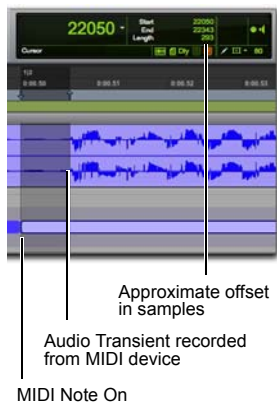 22050
Start 22050
End 22343
Length 293
Cursor
Dly
80
1|2
0:00.50
0:00.51
0:00.52
0:00.53
Approximate offset
in samples
Audio Transient recorded
from MIDI device
MIDI Note On